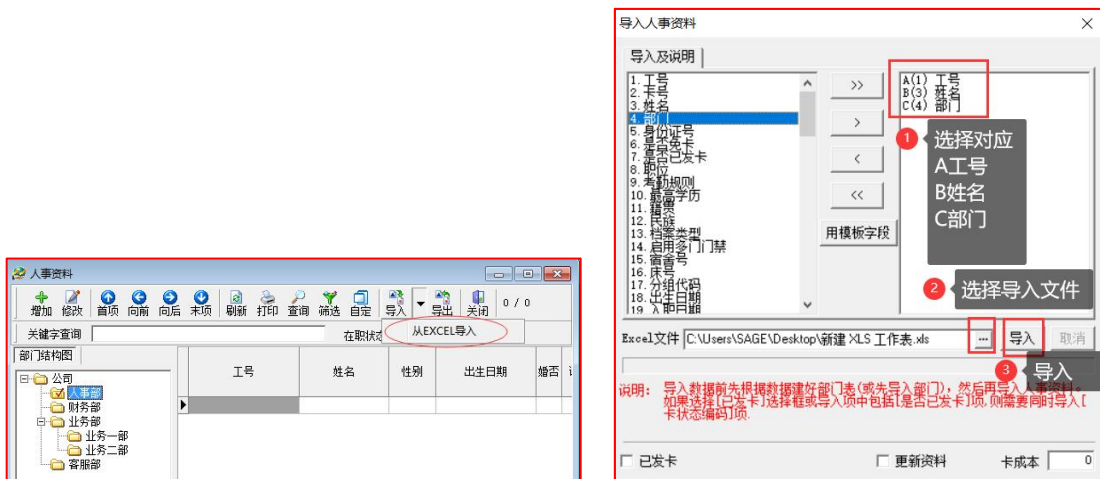 人事资料
增加 修改 首项 向前 向后 末项 刷新 打印 查询 筛选 自定 导入 导出 关闭 0 / 0
关键字查询 在职状态
从EXCEL导入
部门结构图
公司
人事部
财务部
业务部
业务一部
业务二部
客服部
工号 姓名 性别 出生日期 婚否
导入人事资料
导入及说明
1. 工号
2. 卡号
3. 姓名
4. 部门
5. 身份证号
6. 是否免卡
7. 是否已发卡
8. 职位
9. 考勤规则
10. 最高学历
11. 籍贯
12. 民族
13. 档案类型
14. 启用多门门禁
15. 宿舍号
16. 床号
17. 分组代码
18. 出生日期
19. 入职日期
>>
>
<
<<
用模板字段
A(1) 工号
B(3) 姓名
C(4) 部门
1 选择对应
A工号
B姓名
C部门
2 选择导入文件
Excel文件 C:\Users\SAGE\Desktop\新建 XLS 工作表.xls ... 导入 取消
3 导入
说明: 导入数据前先根据数据建好部门表(或先导入部门), 然后再导入人事资料。
如果选择[已发卡]选择框或导入项中包括[是否已发卡]项,则需要同时导入[
卡状态编码]项.
已发卡 更新资料 卡成本 0